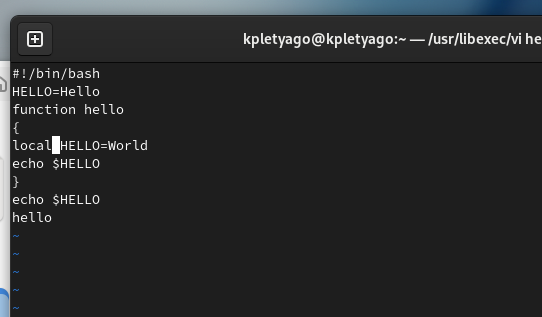 kpletyago@kpletyago:~ — /usr/libexec/vi he
#!/bin/bash
HELLO=Hello
function hello
{
local HELLO=World
echo $HELLO
}
echo $HELLO
hello
~
~
~
~
~